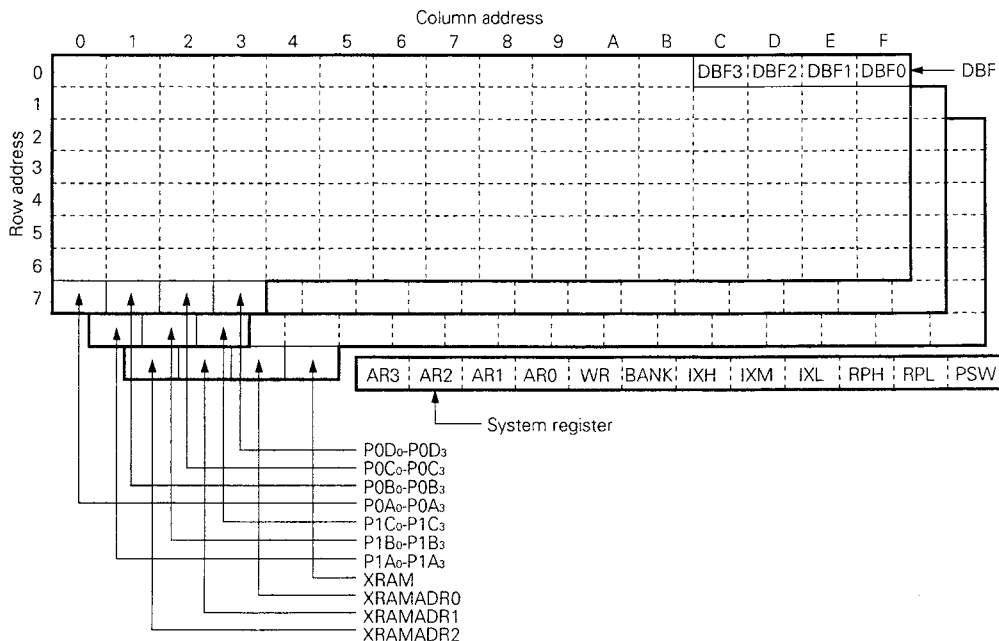 Column address
0 1 2 3 4 5 6 7 8 9 A B C D E F
Row address
0 DBF3 DBF2 DBF1 DBF0 DBF
1
2
3
4
5
6
7
AR3 AR2 AR1 AR0 WR BANK IXH IXM IXL RPH RPL PSW
System register
P0D₀-P0D₃
P0C₀-P0C₃
P0B₀-P0B₃
P0A₀-P0A₃
P1C₀-P1C₃
P1B₀-P1B₃
P1A₀-P1A₃
XRAM
XRAMADR0
XRAMADR1
XRAMADR2